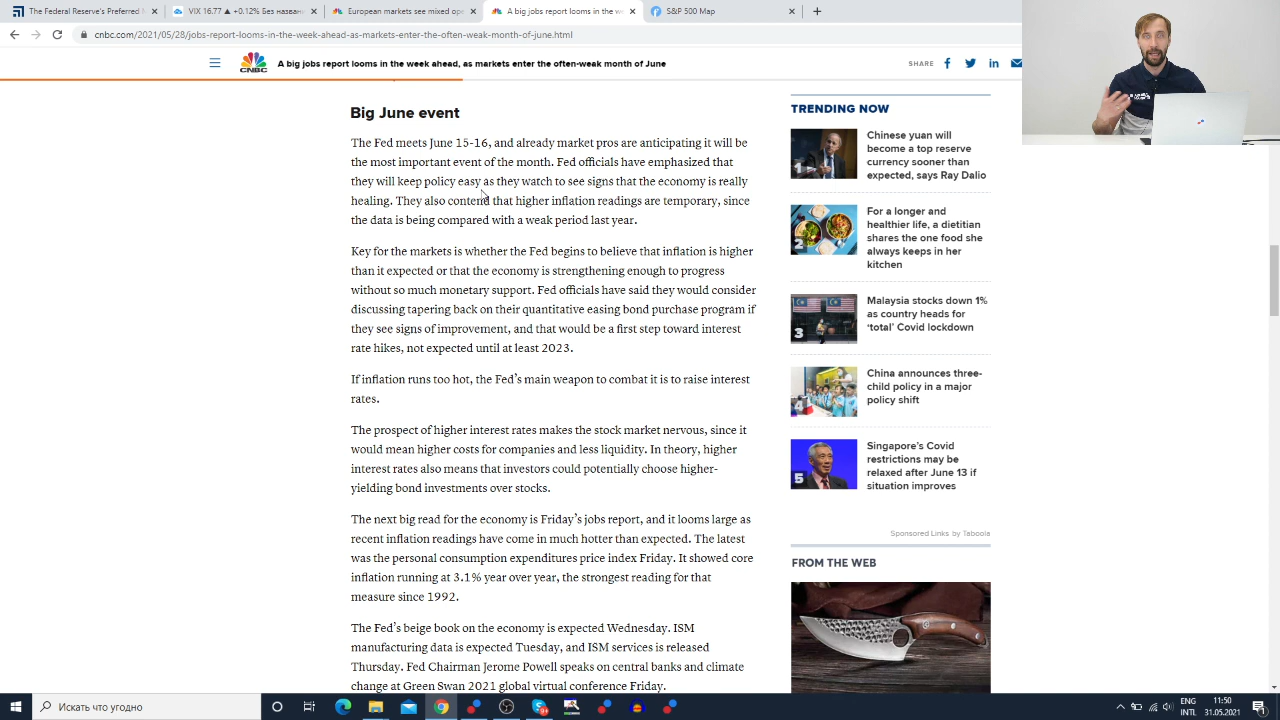 The Federal Reserve's Preferred M
VIX 16.77 ▲ +0.12% Без названи
European markets see mixed ope
A big jobs report looms in the we
S&P 500 Map
cnbc.com/2021/05/28/jobs-report-looms-in-week-ahead-as-markets-enter-the-often-weak-month-of-june.html
CNBC
A big jobs report looms in the week ahead, as markets enter the often-weak month of June
SHARE
Big June event
The Fed meets June 15-16, and already market pros are anticipating it will be
the most important event of the month. Fed officials have emphasized that
they will keep policy easy as they watch to see signs that the economy is really
healing. They also contend that higher inflation readings are temporary, since
the data is being compared with a weak period last year.
Key for the markets is whether the Fed begins to believe that inflation is higher
than it expected or that the economy is strengthening enough to progress
without so much monetary support. Fed officials have said they would consider
discussing tapering back on their quantitative easing bond purchase program if
they see signs of improvement, and that would be a first step toward interest
rate hikes, not expected until at least 2023.
If inflation runs too hot, the Fed's main weapon to combat it is to raise interest
rates.
The prospect of higher interest rates makes the stock market nervous, since it
would mean higher costs for companies and less liquidity. In theory, higher
interest rates also means that investors could potentially choose higher-
yielding bond investments over stocks.
The next big read for the economy is Friday's jobs report, and it looms large as
recent inflation readings have come in much hotter than expected. The latest
was the personal consumption expenditure price index Friday. It showed core
inflation running at 3.1% year over year, the strongest reading for that
measure since 1992.
The Fed's beige book on the economy is expected Wednesday. ISM
manufacturing data is expected Tuesday, and ISM services is released
Thursday. Fed Chairman Jerome Powell speaks on central banks and climate
change at Green Swan 2021 global virtual conference Friday.
TRENDING NOW
1
Chinese yuan will
become a top reserve
currency sooner than
expected, says Ray Dalio
2
For a longer and
healthier life, a dietitian
shares the one food she
always keeps in her
kitchen
3
Malaysia stocks down 1%
as country heads for
'total' Covid lockdown
4
China announces three-
child policy in a major
policy shift
5
Singapore's Covid
restrictions may be
relaxed after June 13 if
situation improves
Sponsored Links by Taboola
FROM THE WEB
Искать что угодно
ENG
INTL
11:50
31.05.2021